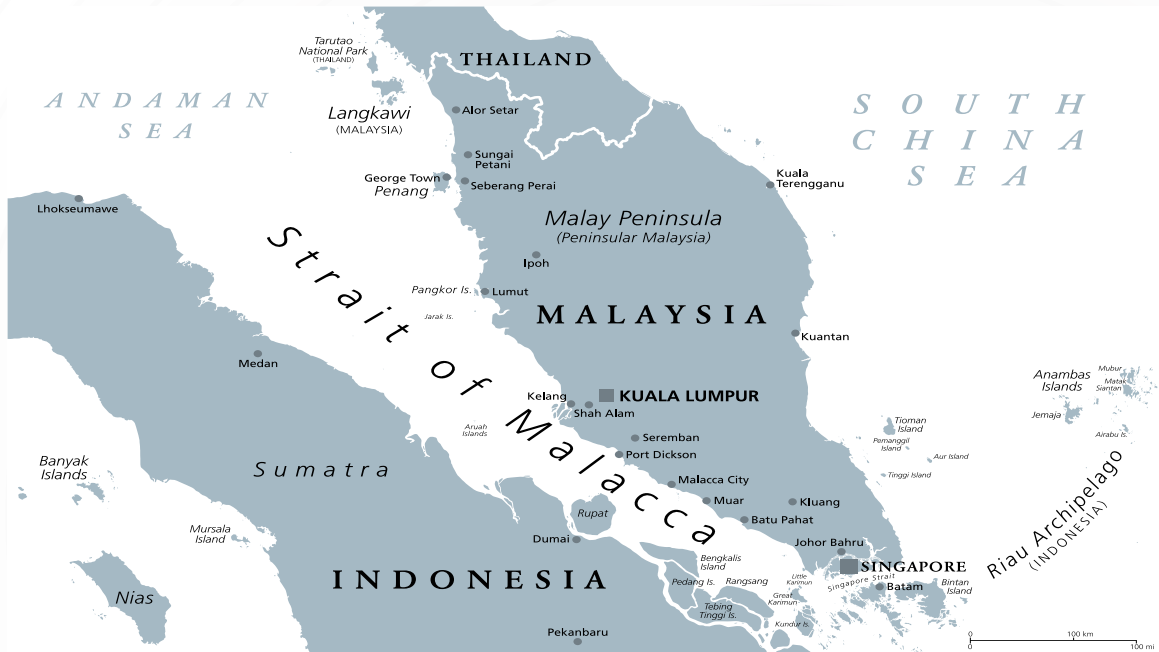 Tarutao
National Park
(THAILAND)
THAILAND
ANDAMAN
SEA
Langkawi
(MALAYSIA)
Alor Setar
SOUTH
CHINA
SEA
Sungai
Petani
George Town
Penang
Seberang Perai
Kuala
Terengganu
Lhokseumawe
Malay Peninsula
(Peninsular Malaysia)
Strait of Malacca
Ipoh
Pangkor Is.
Lumut
Jarak Is.
MALAYSIA
Kuantan
Medan
Kelang
KUALA LUMPUR
Shah Alam
Anambas
Islands
Mubur
Matak
Siantan
Jemaja
Airabu Is.
Aruah
Islands
Seremban
Port Dickson
Tioman
Island
Pemanggil
Island
Aur Island
Tinggi Island
Banyak
Islands
Sumatra
Malacca City
Muar
Kluang
Batu Pahat
Rupat
Mursala
Island
Dumai
Johor Bahru
Riau Archipelago
(INDONESIA)
Bengkalis
Island
SINGAPORE
Singapore Strait
Batam
Bintan
Island
INDONESIA
Pedang Is.
Rangsang
Little
Karimun
Great
Karimun
Nias
Tebing
Tinggi Is.
Kundur Is.
Pekanbaru
0
100 km
0
100 mi